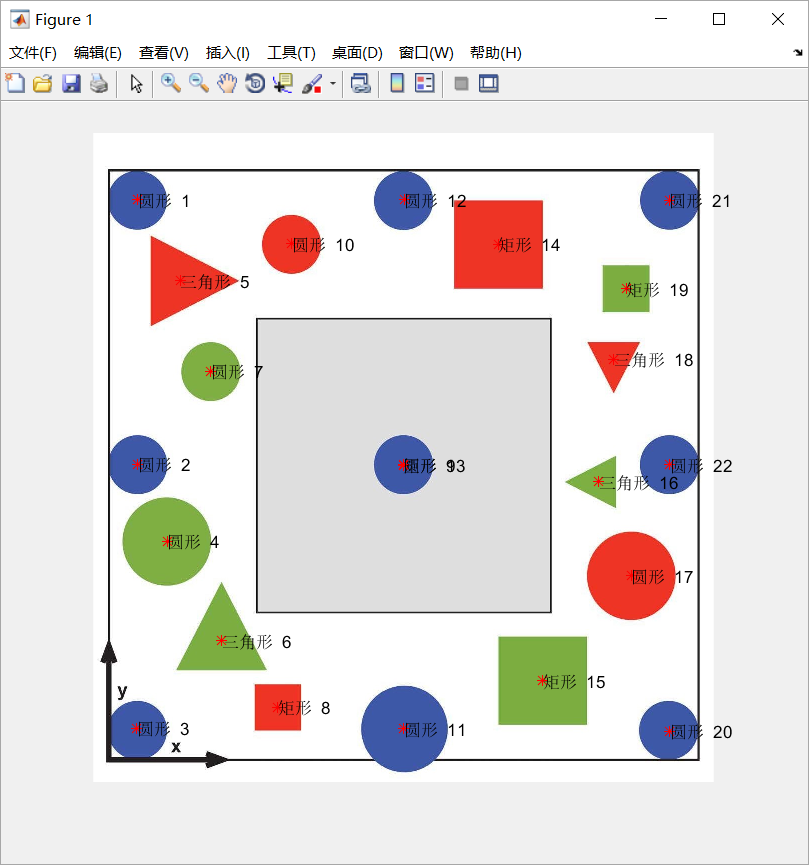 Figure 1
文件(F) 编辑(E) 查看(V) 插入(I) 工具(T) 桌面(D) 窗口(W) 帮助(H)
圆形 1
圆形 12
圆形 21
圆形 10
矩形 14
三角形 5
矩形 19
三角形 18
圆形 7
圆形 2
圆形 22
三角形 16
圆形 4
圆形 17
三角形 6
矩形 15
y
矩形 8
圆形 3
x
圆形 11
圆形 20